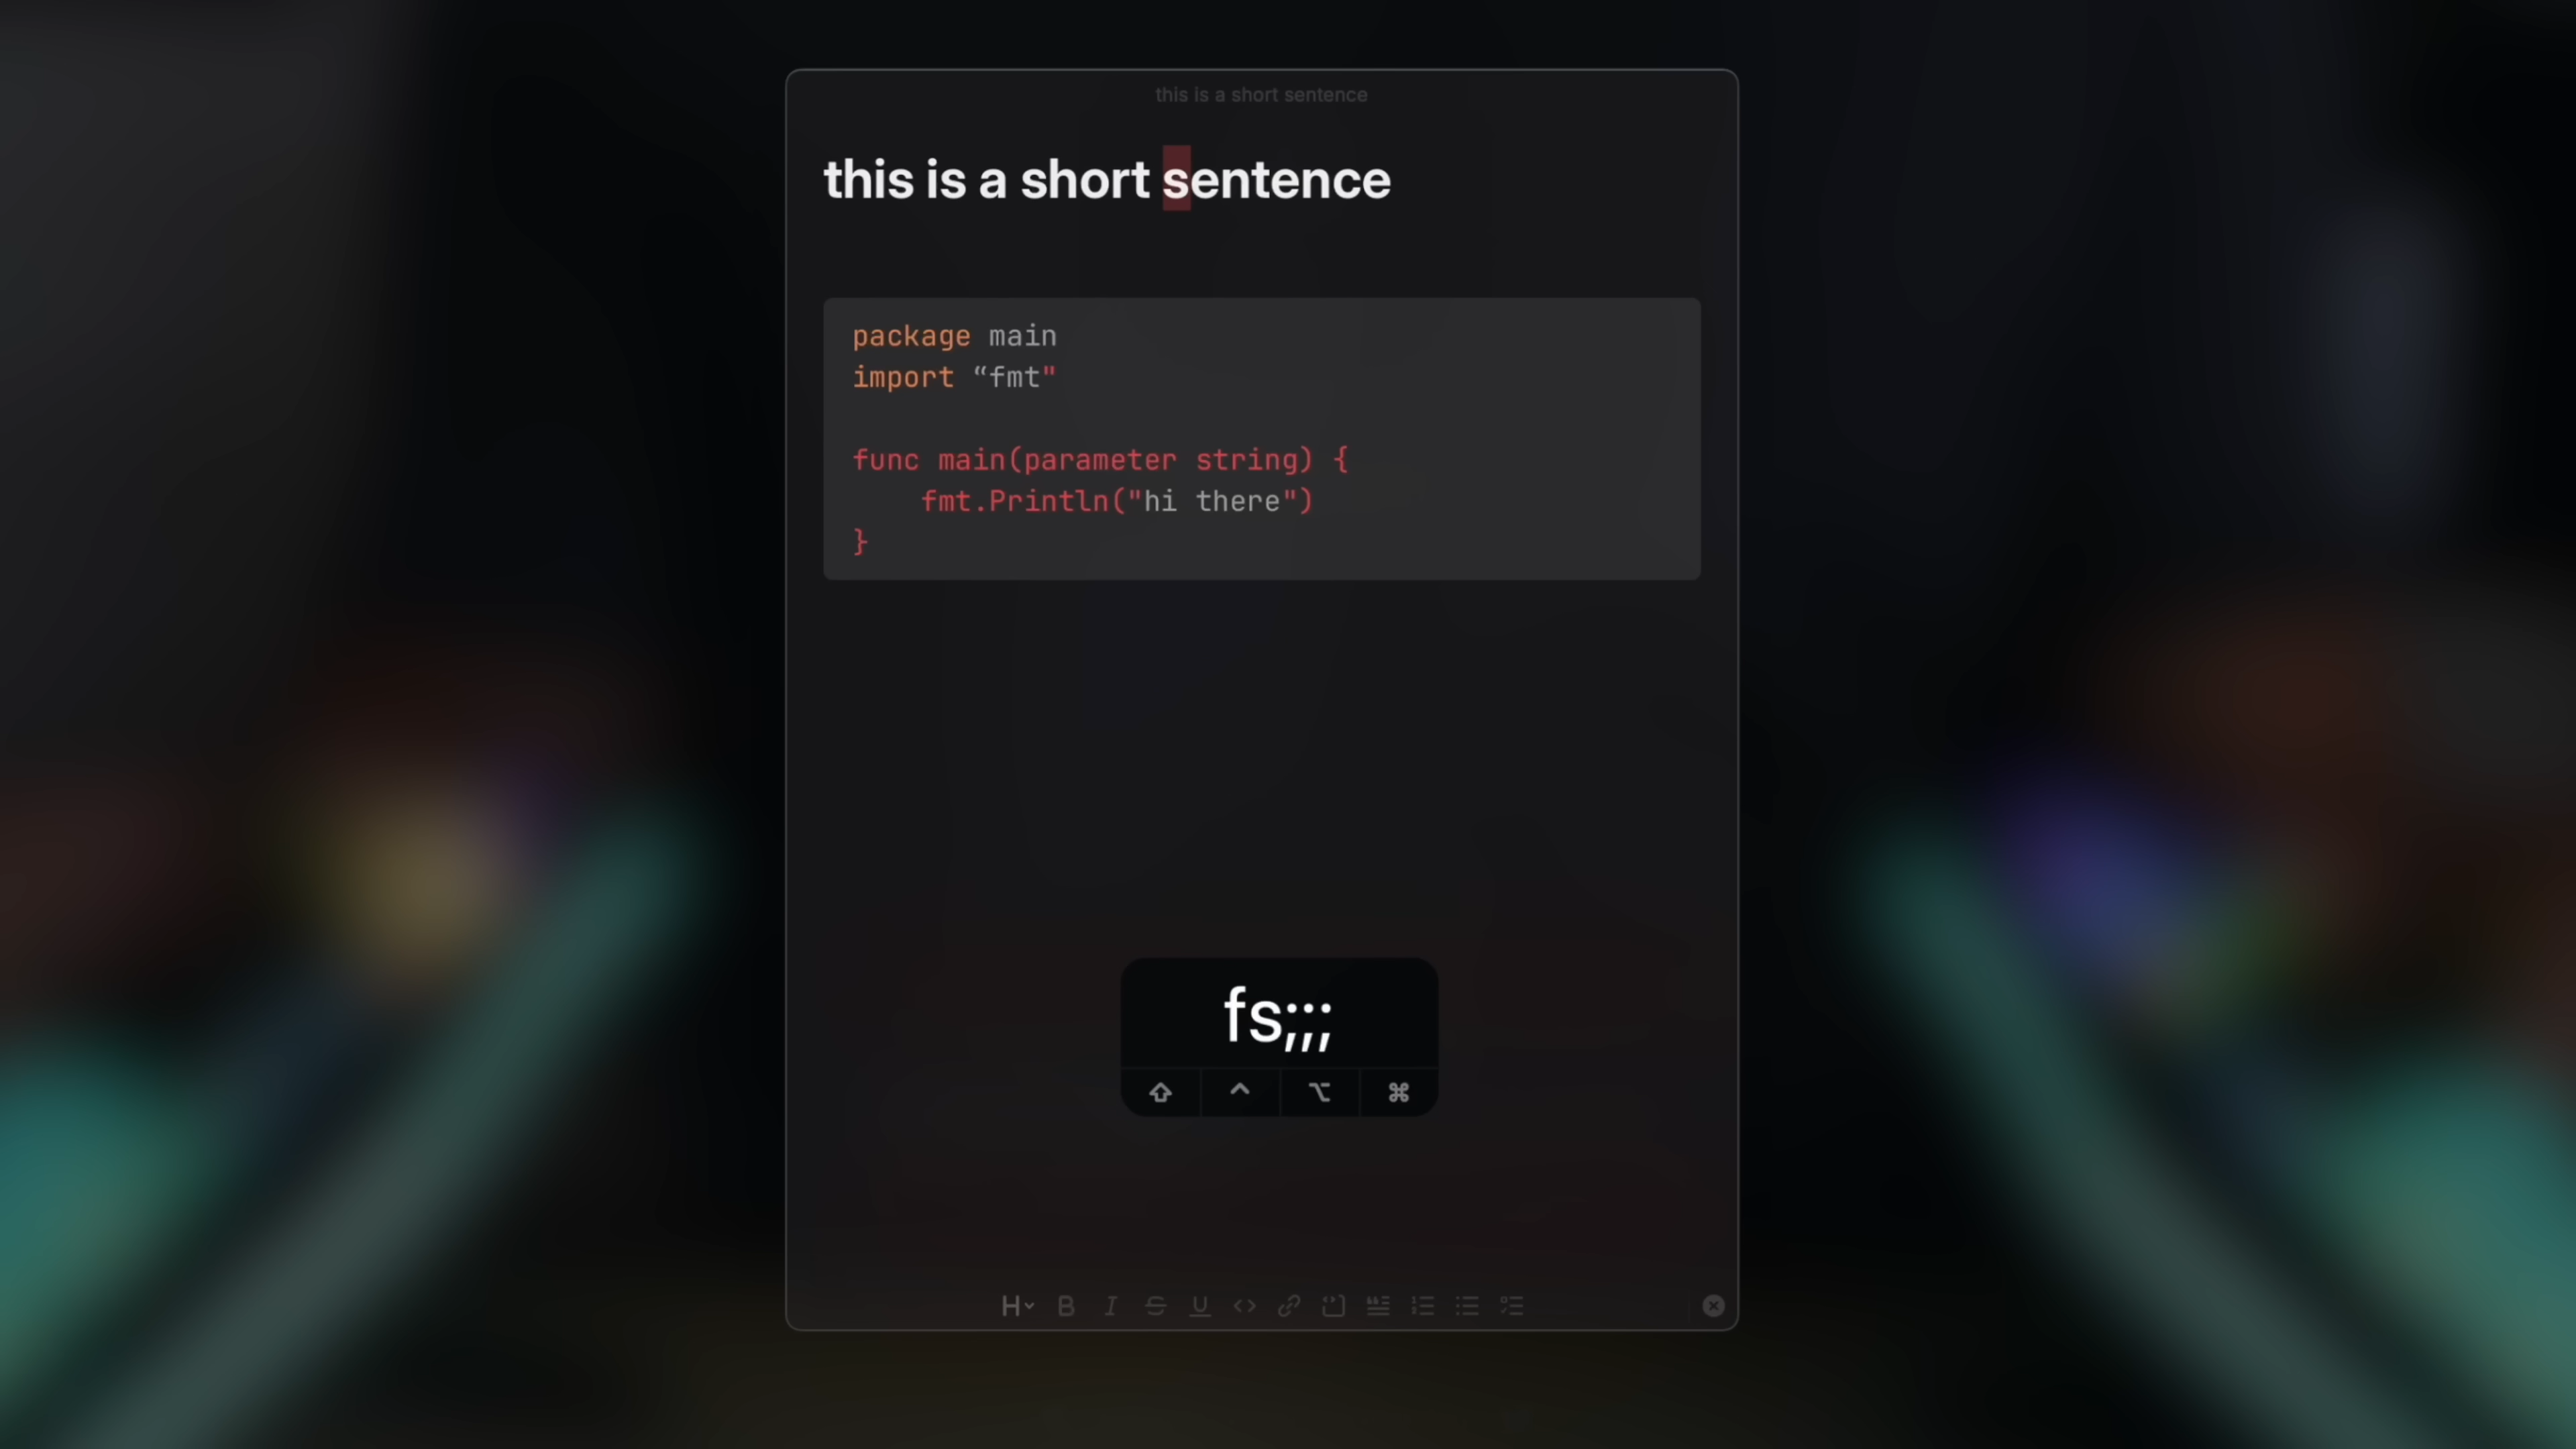 this is a short sentence
this is a short sentence
package main
import “fmt"
func main(parameter string) {
    fmt.Println("hi there")
}
fs;;;
⇧ ^ ⌥ ⌘
H B I S U